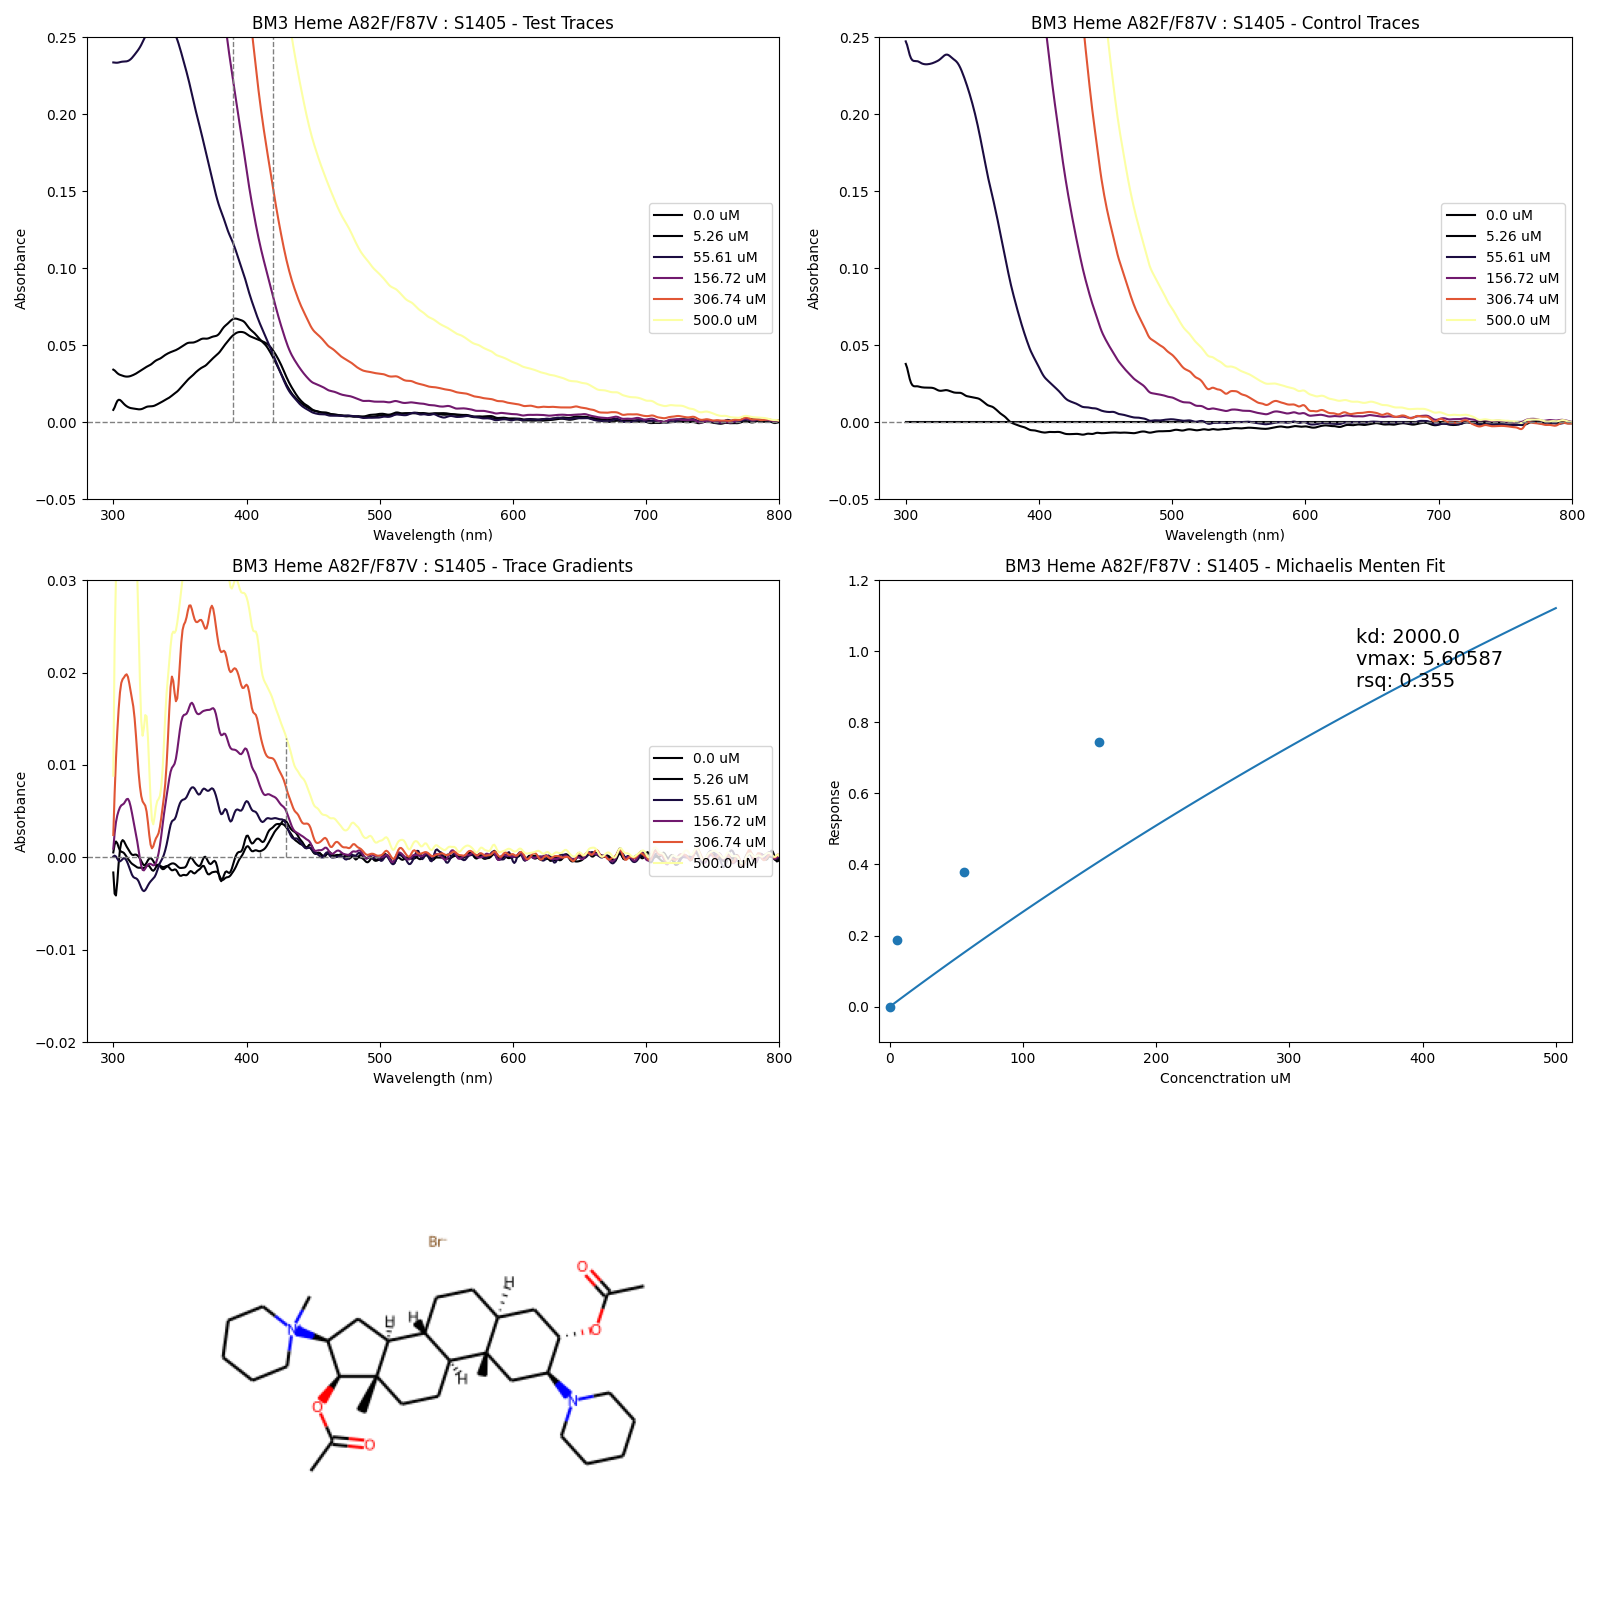 BM3 Heme A82F/F87V : S1405 - Test Traces
0.25
0.20
0.15
0.10
0.05
0.00
−0.05
Absorbance
300 400 500 600 700 800
Wavelength (nm)
0.0 uM
5.26 uM
55.61 uM
156.72 uM
306.74 uM
500.0 uM
BM3 Heme A82F/F87V : S1405 - Control Traces
0.25
0.20
0.15
0.10
0.05
0.00
−0.05
Absorbance
300 400 500 600 700 800
Wavelength (nm)
0.0 uM
5.26 uM
55.61 uM
156.72 uM
306.74 uM
500.0 uM
BM3 Heme A82F/F87V : S1405 - Trace Gradients
0.03
0.02
0.01
0.00
−0.01
−0.02
Absorbance
300 400 500 600 700 800
Wavelength (nm)
0.0 uM
5.26 uM
55.61 uM
156.72 uM
306.74 uM
500.0 uM
BM3 Heme A82F/F87V : S1405 - Michaelis Menten Fit
1.2
1.0
0.8
0.6
0.4
0.2
0.0
Response
kd: 2000.0
vmax: 5.60587
rsq: 0.355
0 100 200 300 400 500
Concenctration uM
Br⁻
O
H
N
H
H
O
H
N
O
O